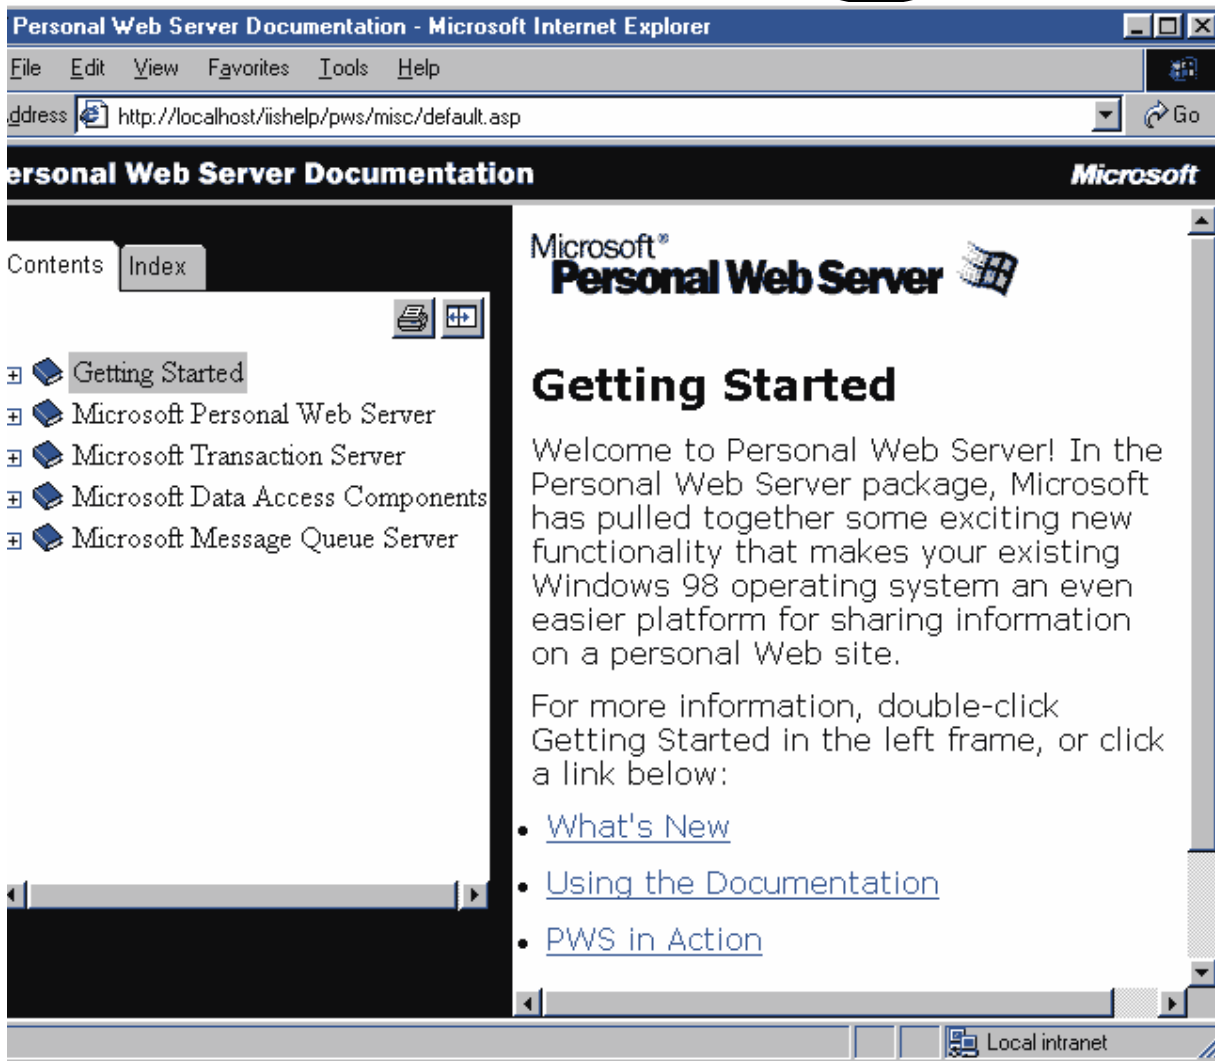 Personal Web Server Documentation - Microsoft Internet Explorer
File Edit View Favorites Tools Help
ddress http://localhost/iishelp/pws/misc/default.asp Go
ersonal Web Server Documentation Microsoft
Contents Index
Getting Started
Microsoft Personal Web Server
Microsoft Transaction Server
Microsoft Data Access Components
Microsoft Message Queue Server
Microsoft®
Personal Web Server
Getting Started
Welcome to Personal Web Server! In the
Personal Web Server package, Microsoft
has pulled together some exciting new
functionality that makes your existing
Windows 98 operating system an even
easier platform for sharing information
on a personal Web site.
For more information, double-click
Getting Started in the left frame, or click
a link below:
• What's New
• Using the Documentation
• PWS in Action
Local intranet